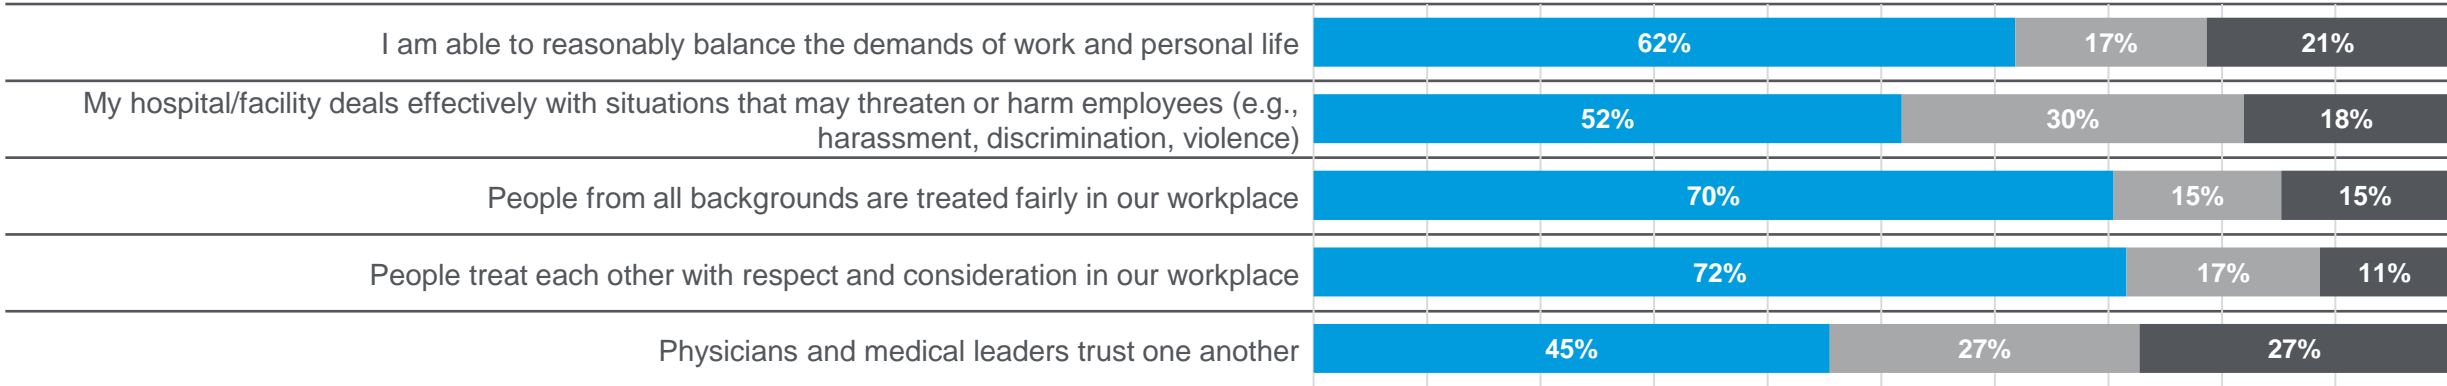 I am able to reasonably balance the demands of work and personal life
62% 17% 21%
My hospital/facility deals effectively with situations that may threaten or harm employees (e.g.,
harassment, discrimination, violence)
52% 30% 18%
People from all backgrounds are treated fairly in our workplace
70% 15% 15%
People treat each other with respect and consideration in our workplace
72% 17% 11%
Physicians and medical leaders trust one another
45% 27% 27%